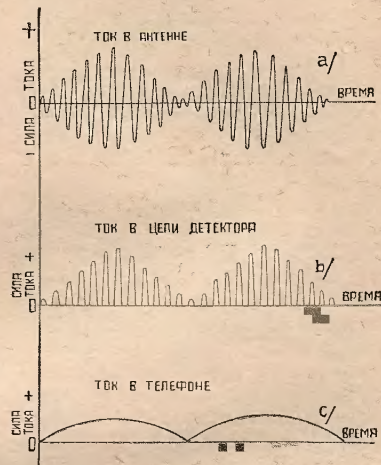 ТОК В АНТЕННЕ
a/
+
0
СИЛА ТОКА
ВРЕМЯ
ТОК В ЦЕПИ ДЕТЕКТОРА
b/
+
0
СИЛА
ТОКА
ВРЕМЯ
ТОК В ТЕЛЕФОНЕ
c/
+
0
СИЛА
ТОКА
ВРЕМЯ